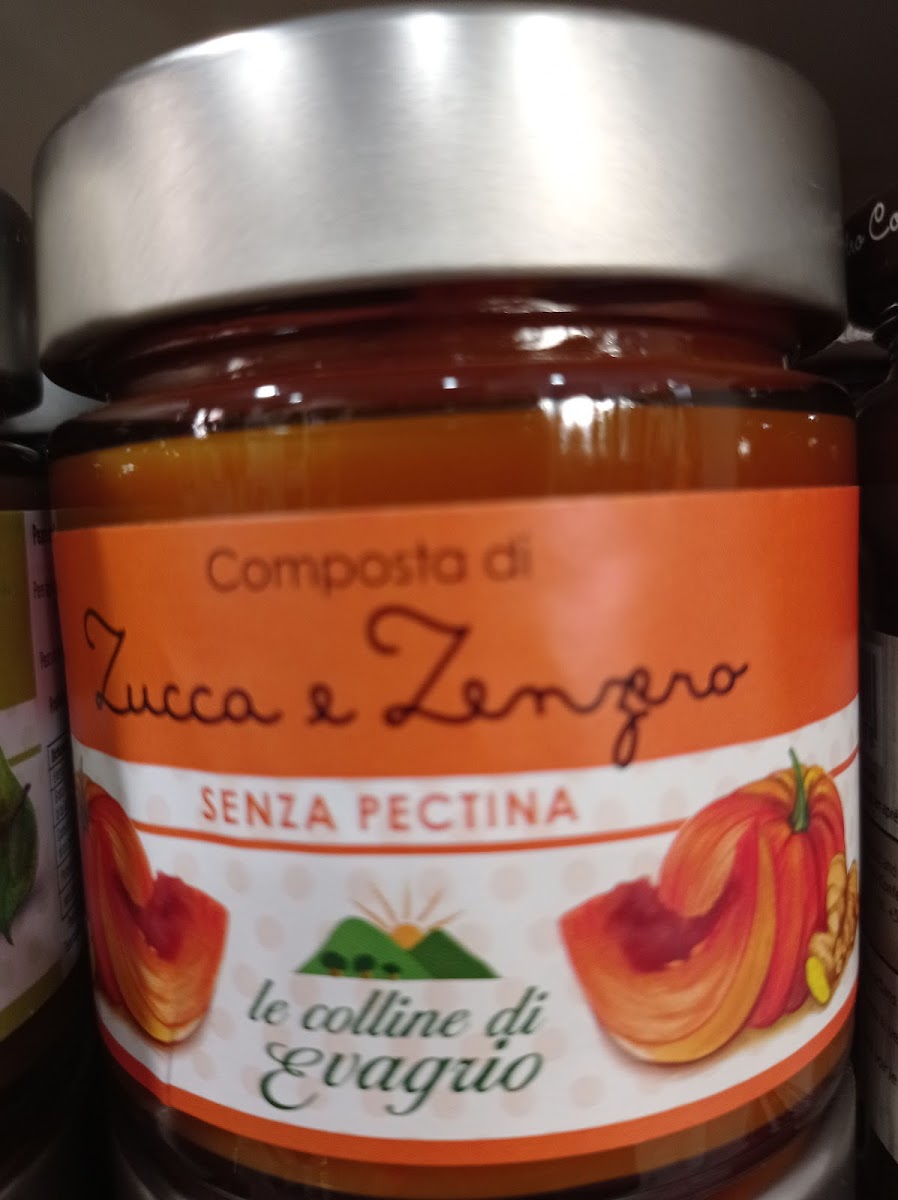 Composta di
Zucca e Zenzero
SENZA PECTINA
le colline di
Evagrio